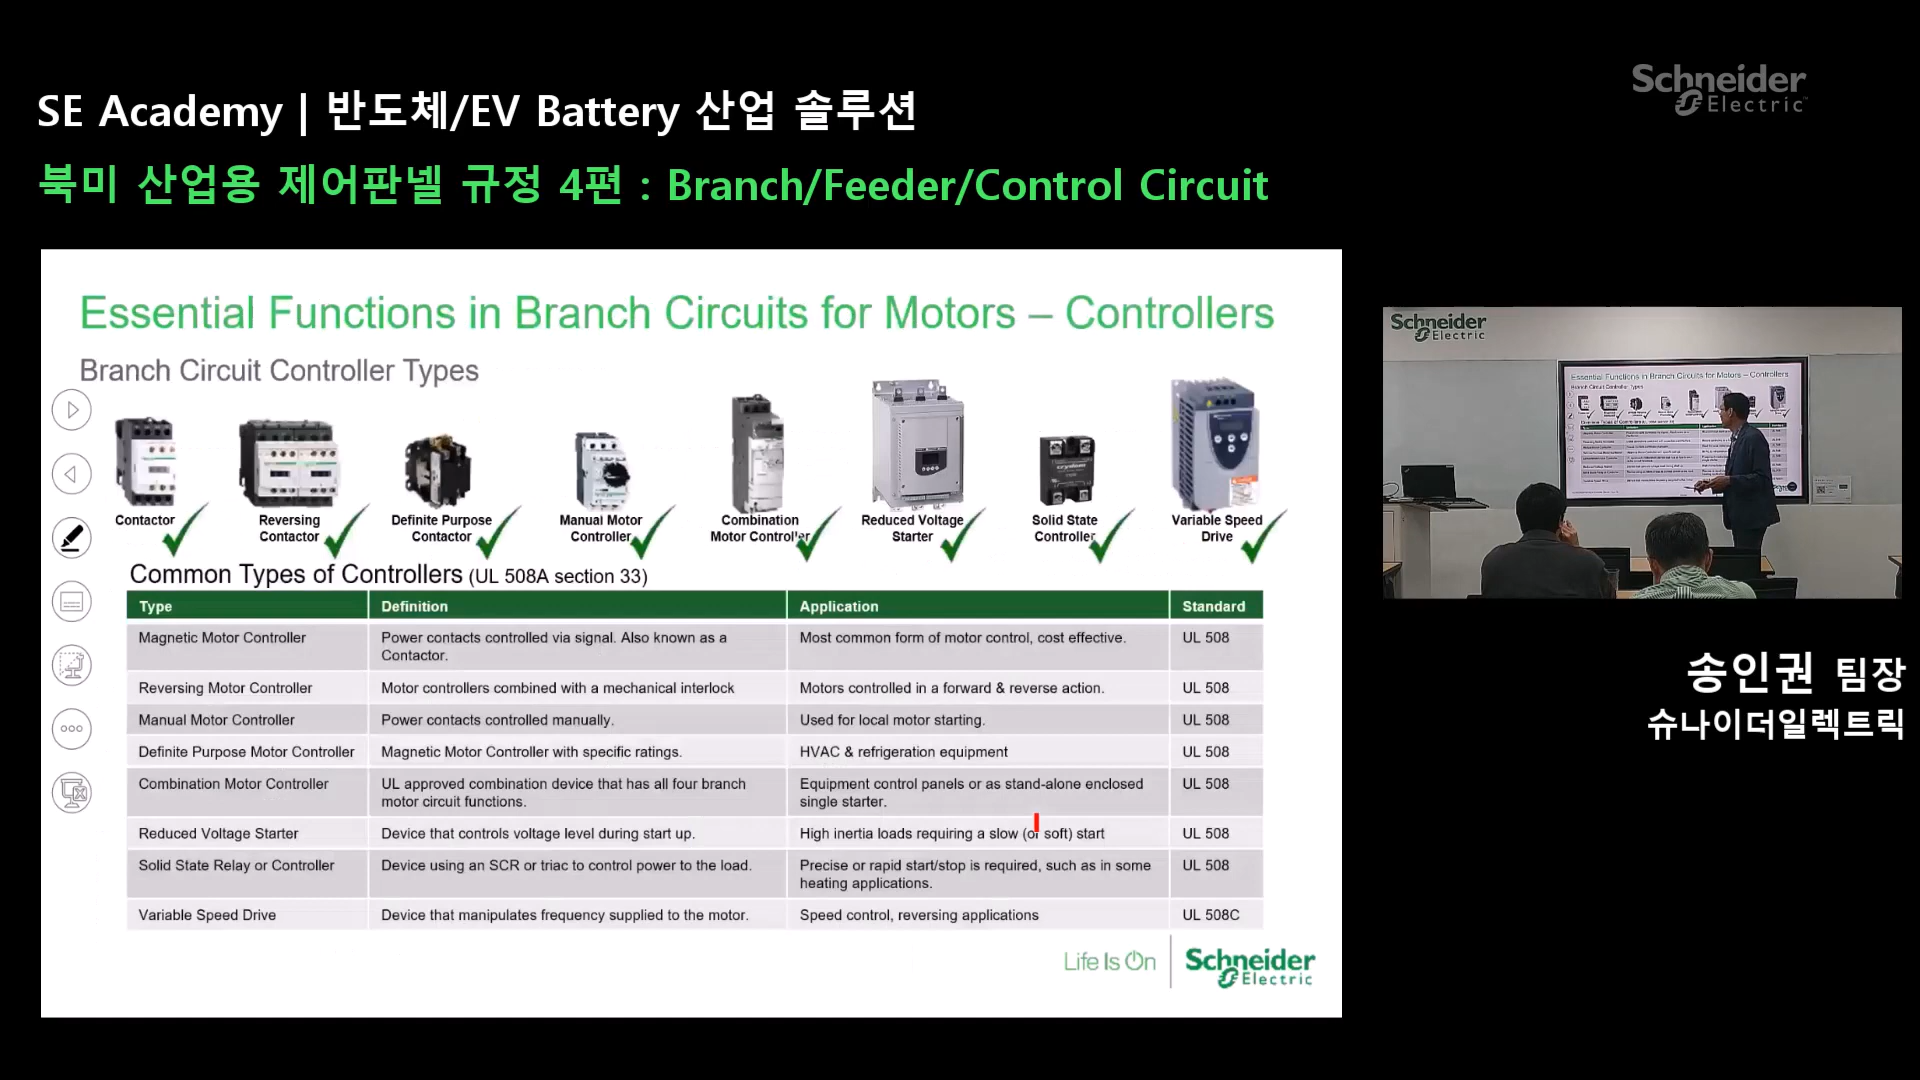 Schneider
Electric
SE Academy | 반도체/EV Battery 산업 솔루션
북미 산업용 제어판넬 규정 4편 : Branch/Feeder/Control Circuit
Essential Functions in Branch Circuits for Motors – Controllers
Branch Circuit Controller Types
Contactor
Reversing
Contactor
Definite Purpose
Contactor
Manual Motor
Controller
Combination
Motor Controller
Reduced Voltage
Starter
Solid State
Controller
Variable Speed
Drive
Common Types of Controllers (UL 508A section 33)
Type Definition Application Standard
Magnetic Motor Controller Power contacts controlled via signal. Also known as a Most common form of motor control, cost effective. UL 508
Contactor.
Reversing Motor Controller Motor controllers combined with a mechanical interlock Motors controlled in a forward & reverse action. UL 508
Manual Motor Controller Power contacts controlled manually. Used for local motor starting. UL 508
Definite Purpose Motor Controller Magnetic Motor Controller with specific ratings. HVAC & refrigeration equipment UL 508
Combination Motor Controller UL approved combination device that has all four branch Equipment control panels or as stand-alone enclosed UL 508
motor circuit functions. single starter.
Reduced Voltage Starter Device that controls voltage level during start up. High inertia loads requiring a slow (or soft) start UL 508
Solid State Relay or Controller Device using an SCR or triac to control power to the load. Precise or rapid start/stop is required, such as in some UL 508
heating applications.
Variable Speed Drive Device that manipulates frequency supplied to the motor. Speed control, reversing applications UL 508C
Life Is On
Schneider
Electric
Schneider
Electric
Essential Functions in Branch Circuits for Motors – Controllers
Branch Circuit Controller Types
송인권 팀장
슈나이더일렉트릭